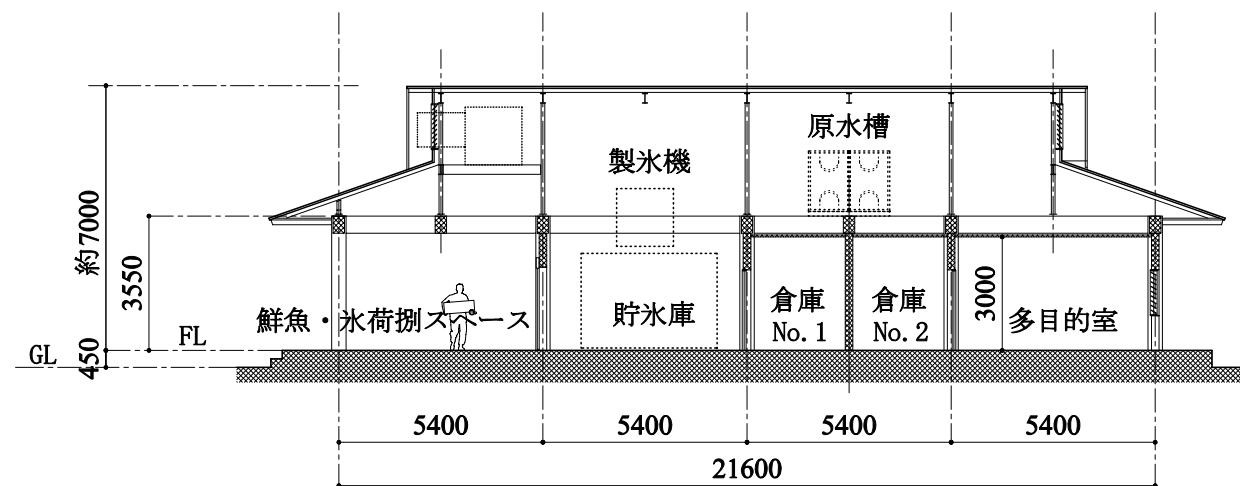 原水槽
製氷機
約7000
3550
3000
鮮魚・氷荷捌スペース
貯氷庫
倉庫
No.1
倉庫
No.2
多目的室
FL
GL
450
5400
5400
5400
5400
21600